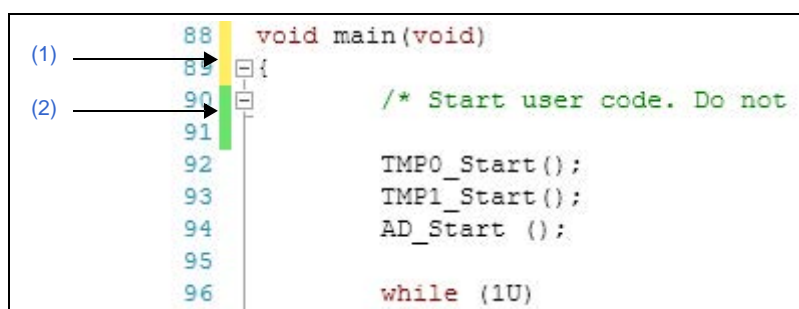 88 void main(void)
(1)
89 {
90 /* Start user code. Do not
(2)
91
92 TMP0_Start();
93 TMP1_Start();
94 AD_Start ();
95
96 while (1U)